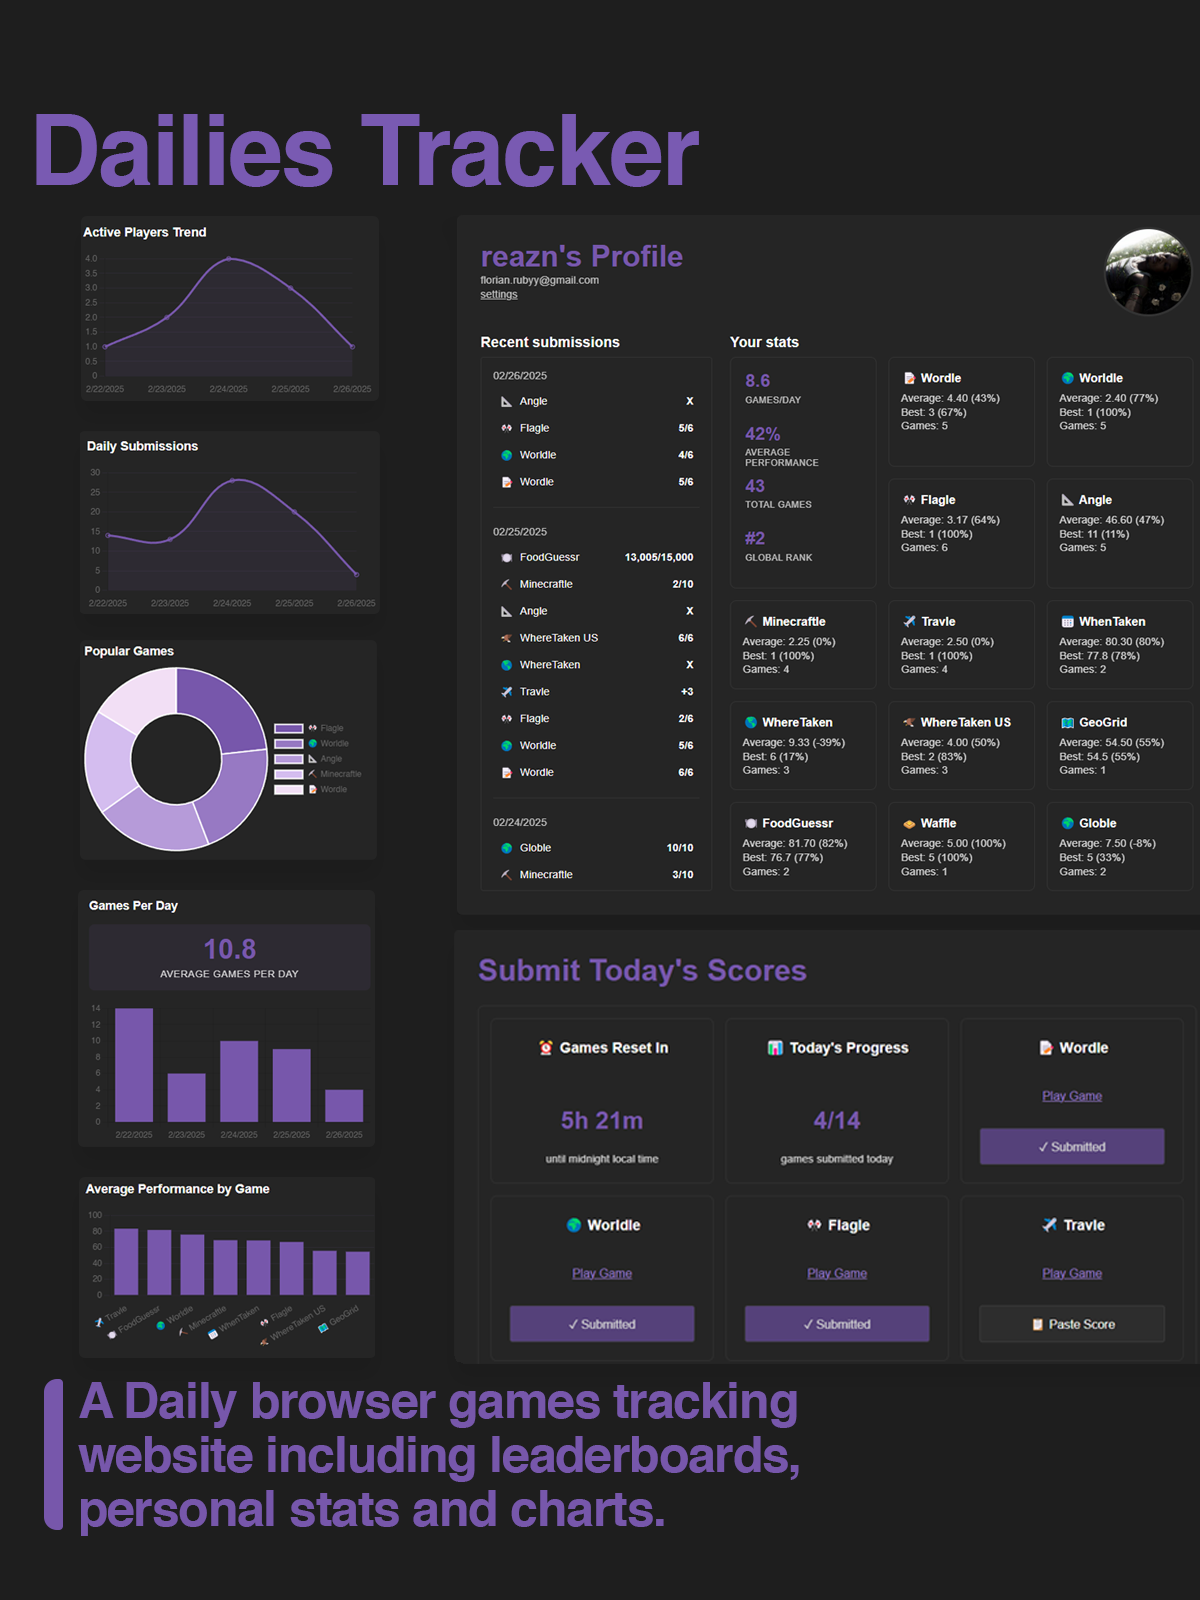 Dailies Tracker
Active Players Trend
4.0
3.5
3.0
2.5
2.0
1.5
1.0
0.5
0
2/22/2025 2/23/2025 2/24/2025 2/25/2025 2/26/2025
Daily Submissions
30
25
20
15
10
5
0
2/22/2025 2/23/2025 2/24/2025 2/25/2025 2/26/2025
Popular Games
Flagle
Worldle
Angle
Minecraftle
Wordle
Games Per Day
10.8
AVERAGE GAMES PER DAY
14
12
10
8
6
4
2
0
2/22/2025 2/23/2025 2/24/2025 2/25/2025 2/26/2025
Average Performance by Game
100
80
60
40
20
0
Travle
FoodGuessr
Worldle
Minecraftle
WhenTaken
Flagle
WhereTaken US
GeoGrid
reazn's Profile
florian.rubyy@gmail.com
settings
Recent submissions
02/26/2025
Angle X
Flagle 5/6
Worldle 4/6
Wordle 5/6
02/25/2025
FoodGuessr 13,005/15,000
Minecraftle 2/10
Angle X
WhereTaken US 6/6
WhereTaken X
Travle +3
Flagle 2/6
Worldle 5/6
Wordle 6/6
02/24/2025
Globle 10/10
Minecraftle 3/10
Your stats
8.6
GAMES/DAY
42%
AVERAGE
PERFORMANCE
43
TOTAL GAMES
#2
GLOBAL RANK
Wordle
Average: 4.40 (43%)
Best: 3 (67%)
Games: 5
Worldle
Average: 2.40 (77%)
Best: 1 (100%)
Games: 5
Flagle
Average: 3.17 (64%)
Best: 1 (100%)
Games: 6
Angle
Average: 46.60 (47%)
Best: 11 (11%)
Games: 5
Minecraftle
Average: 2.25 (0%)
Best: 1 (100%)
Games: 4
Travle
Average: 2.50 (0%)
Best: 1 (100%)
Games: 4
WhenTaken
Average: 80.30 (80%)
Best: 77.8 (78%)
Games: 2
WhereTaken
Average: 9.33 (-39%)
Best: 6 (17%)
Games: 3
WhereTaken US
Average: 4.00 (50%)
Best: 2 (83%)
Games: 3
GeoGrid
Average: 54.50 (55%)
Best: 54.5 (55%)
Games: 1
FoodGuessr
Average: 81.70 (82%)
Best: 76.7 (77%)
Games: 2
Waffle
Average: 5.00 (100%)
Best: 5 (100%)
Games: 1
Globle
Average: 7.50 (-8%)
Best: 5 (33%)
Games: 2
Submit Today's Scores
Games Reset In
5h 21m
until midnight local time
Today's Progress
4/14
games submitted today
Wordle
Play Game
✓ Submitted
Worldle
Play Game
✓ Submitted
Flagle
Play Game
✓ Submitted
Travle
Play Game
Paste Score
A Daily browser games tracking
website including leaderboards,
personal stats and charts.